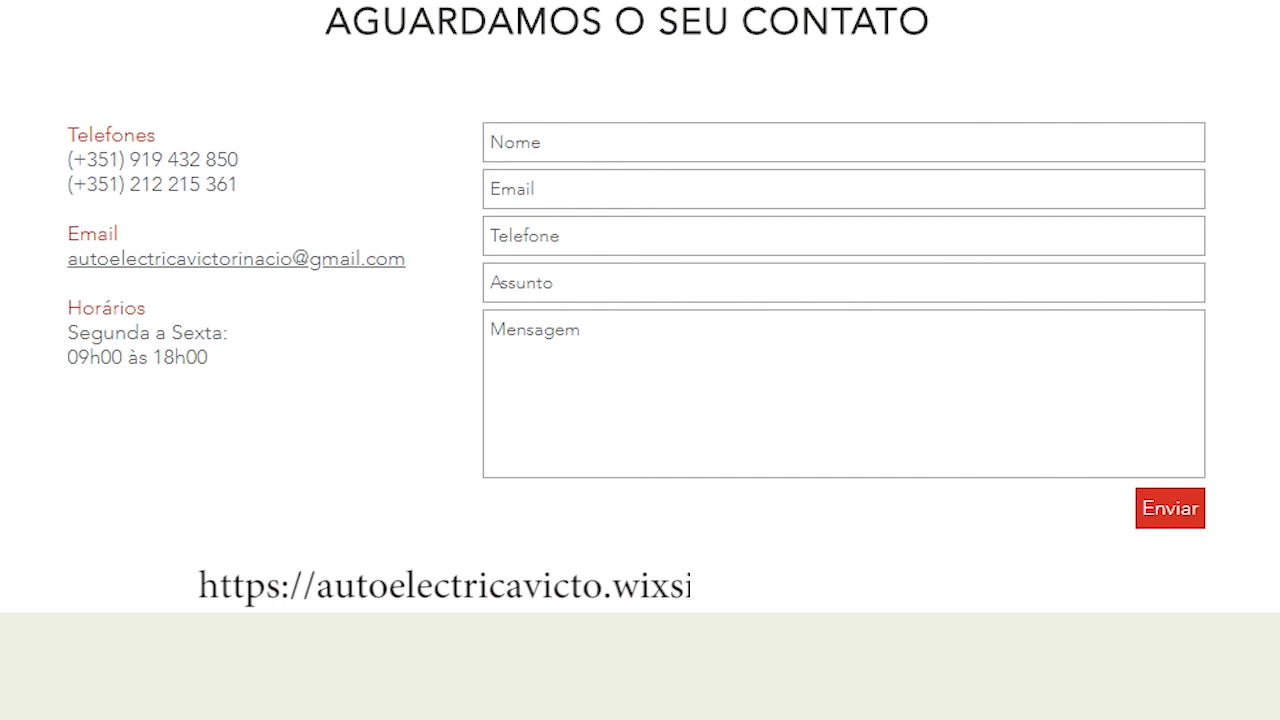 AGUARDAMOS O SEU CONTATO
Telefones
(+351) 919 432 850
(+351) 212 215 361
Email
autoelectricavictorinacio@gmail.com
Horários
Segunda a Sexta:
09h00 às 18h00
Nome
Email
Telefone
Assunto
Mensagem
Enviar
https://autoelectricavicto.wixsi